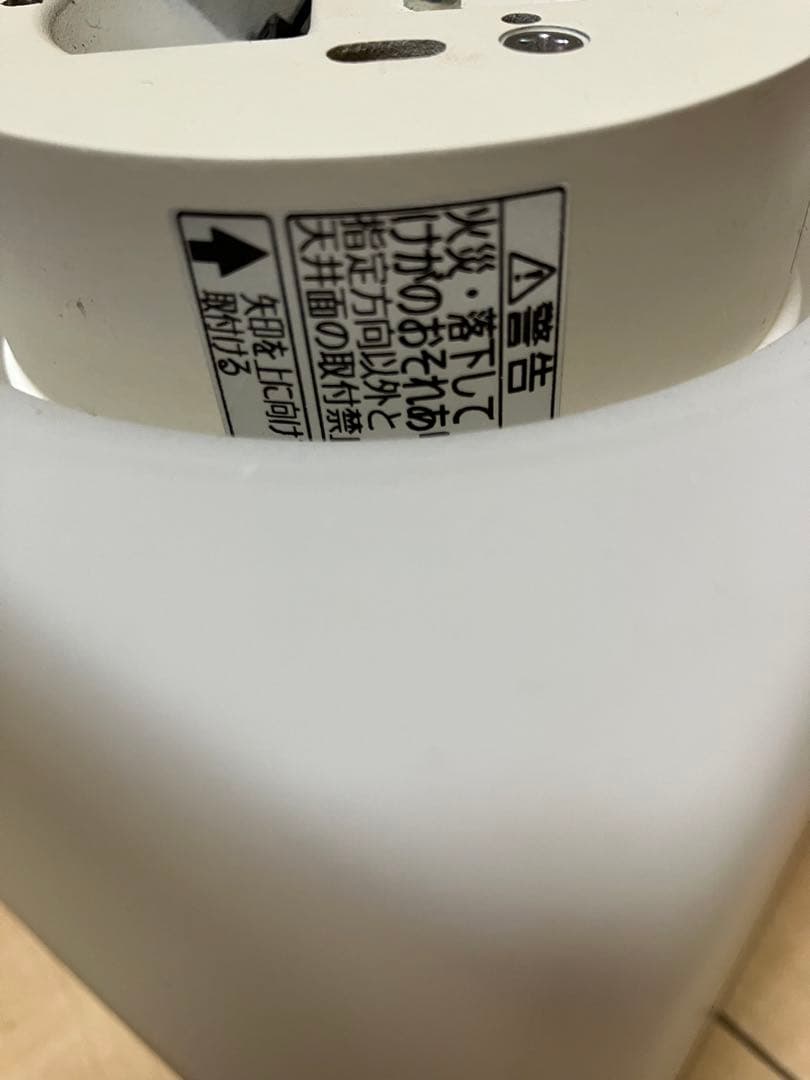 警告
火災・落下して
けがのおそれあ
指定方向以外と
天井面の取付禁
矢印を上に向け
取付ける